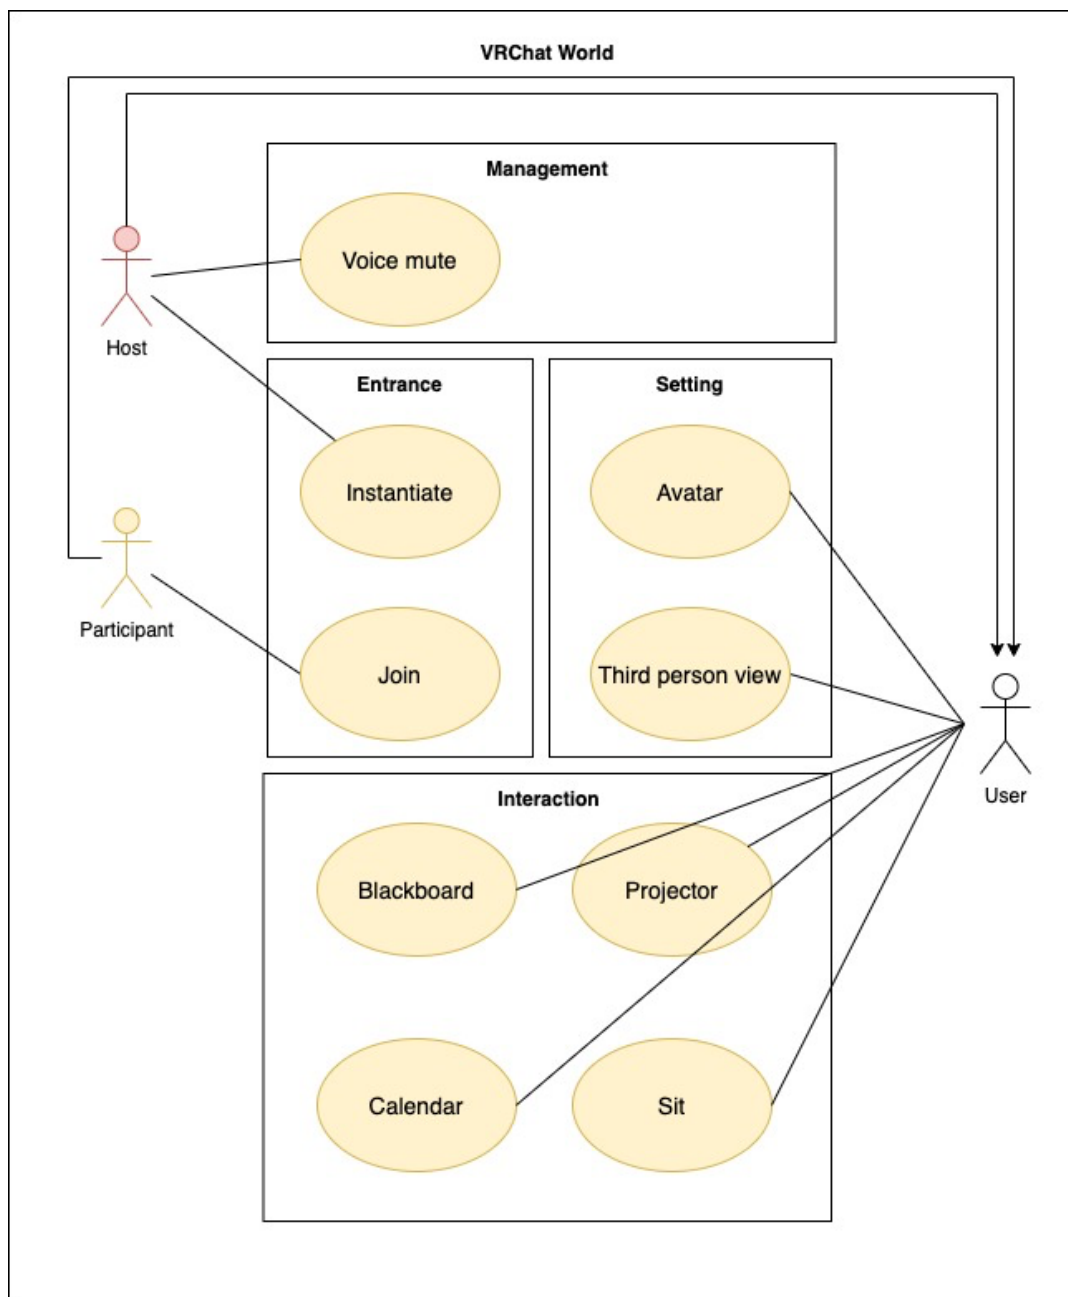 VRChat World
Management
Voice mute
Host
Entrance
Setting
Instantiate
Avatar
Participant
Join
Third person view
User
Interaction
Blackboard
Projector
Calendar
Sit